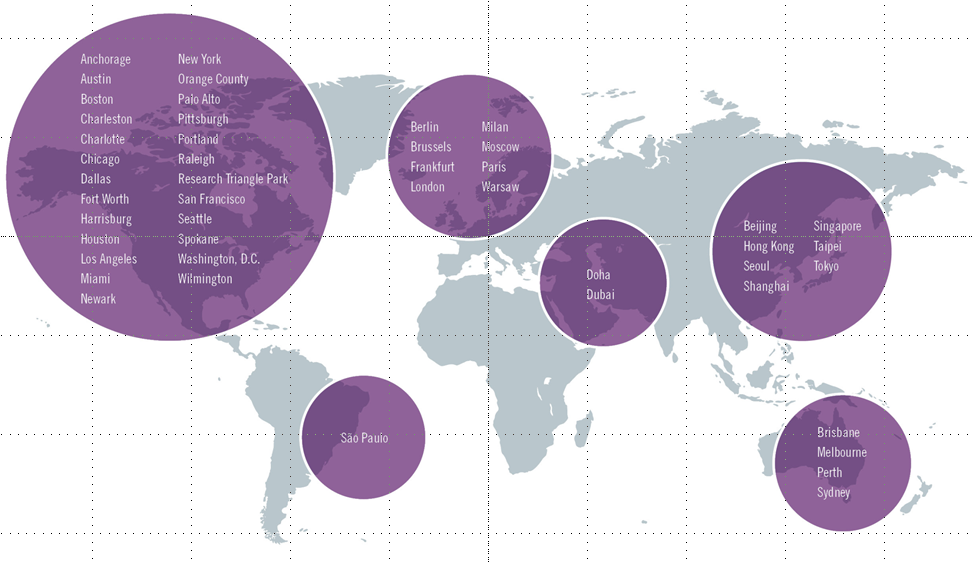 Anchorage
Austin
Boston
Charleston
Charlotte
Chicago
Dallas
Fort Worth
Harrisburg
Houston
Los Angeles
Miami
Newark
New York
Orange County
Paio Alto
Pittsburgh
Portland
Raleigh
Research Triangle Park
San Francisco
Seattle
Spokane
Washington, D.C.
Wilmington
Berlin
Brussels
Frankfurt
London
Milan
Moscow
Paris
Warsaw
Doha
Dubai
Beijing
Hong Kong
Seoul
Shanghai
Singapore
Taipei
Tokyo
São Pauio
Brisbane
Melbourne
Perth
Sydney